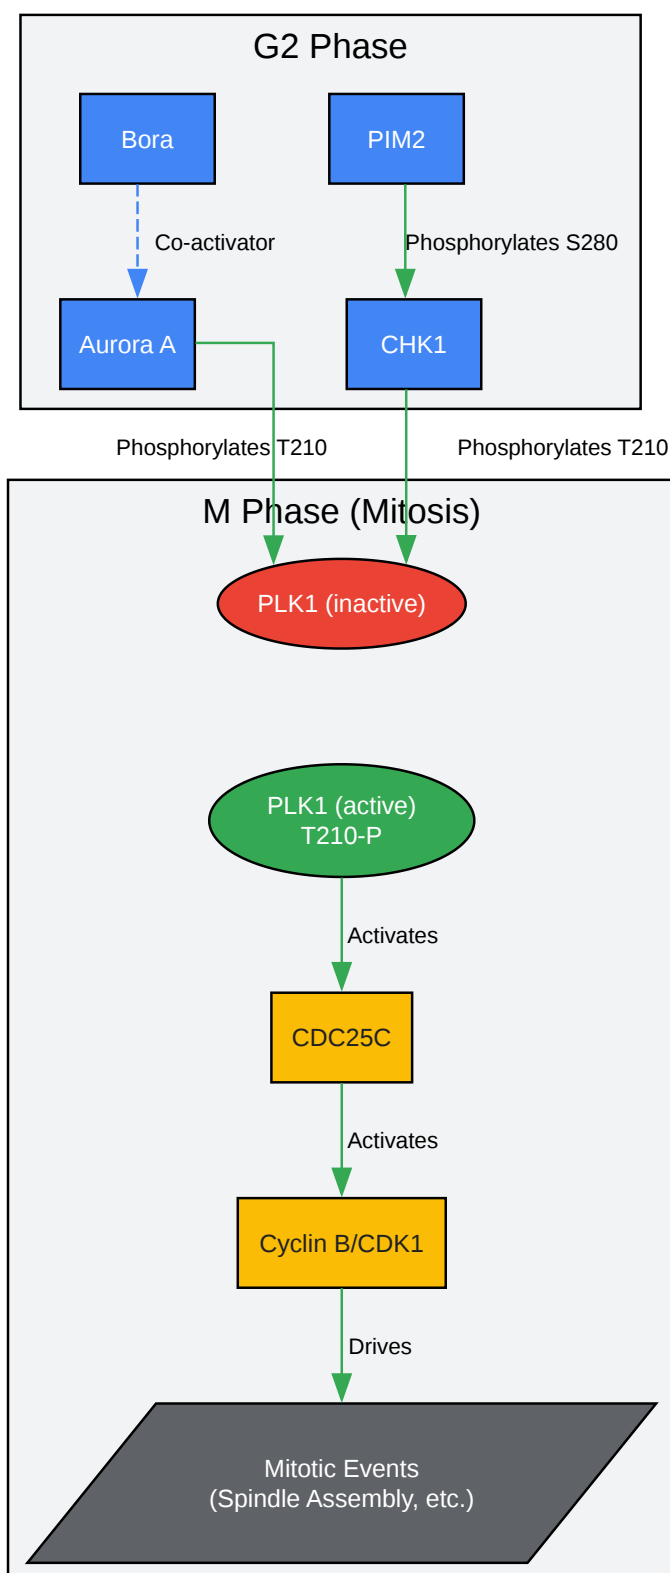 G2 Phase
Bora
PIM2
Co-activator
Phosphorylates S280
Aurora A
CHK1
Phosphorylates T210
Phosphorylates T210
M Phase (Mitosis)
PLK1 (inactive)
PLK1 (active)
T210-P
Activates
CDC25C
Activates
Cyclin B/CDK1
Drives
Mitotic Events
(Spindle Assembly, etc.)